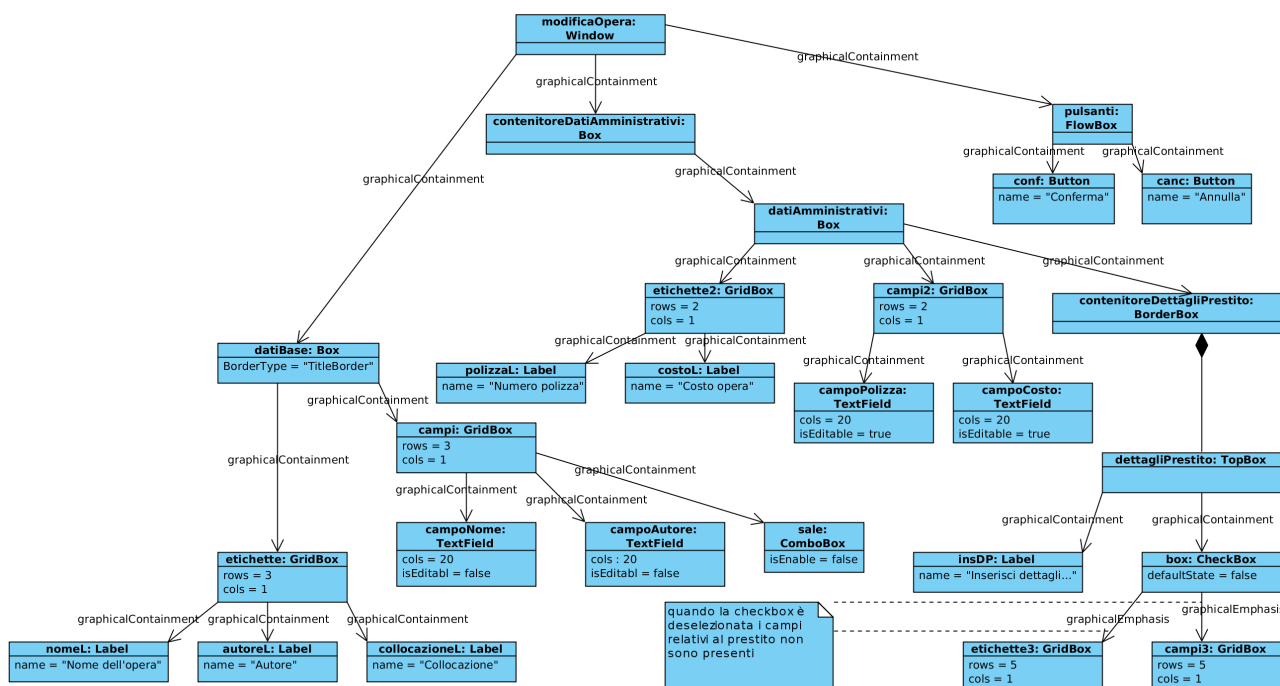 modificaOpera:
Window
graphicalContainment
graphicalContainment
graphicalContainment
contenitoreDatiAmministrativi:
Box
pulsanti:
FlowBox
graphicalContainment
graphicalContainment
conf: Button
name = "Conferma"
canc: Button
name = "Annulla"
graphicalContainment
datiAmministrativi:
Box
graphicalContainment
graphicalContainment
graphicalContainment
etichette2: GridBox
rows = 2
cols = 1
campi2: GridBox
rows = 2
cols = 1
contenitoreDettagliPrestito:
BorderBox
graphicalContainment
graphicalContainment
graphicalContainment
graphicalContainment
polizzaL: Label
name = "Numero polizza"
costoL: Label
name = "Costo opera"
campoPolizza:
TextField
cols = 20
isEditable = true
campoCosto:
TextField
cols = 20
isEditable = true
datiBase: Box
BorderType = "TitleBorder"
graphicalContainment
graphicalContainment
campi: GridBox
rows = 3
cols = 1
graphicalContainment
graphicalContainment
graphicalContainment
campoNome:
TextField
cols = 20
isEditabl = false
campoAutore:
TextField
cols : 20
isEditabl = false
sale:
ComboBox
isEnable = false
dettagliPrestito: TopBox
graphicalContainment
graphicalContainment
insDP: Label
name = "Inserisci dettagli..."
box: CheckBox
defaultState = false
etichette: GridBox
rows = 3
cols = 1
graphicalContainment
graphicalContainment
graphicalContainment
nomeL: Label
name = "Nome dell'opera"
autoreL: Label
name = "Autore"
collocazioneL: Label
name = "Collocazione"
quando la checkbox è
deselezionata i campi
relativi al prestito non
sono presenti
graphicalEmphasis
graphicalEmphasis
etichette3: GridBox
rows = 5
cols = 1
campi3: GridBox
rows = 5
cols = 1